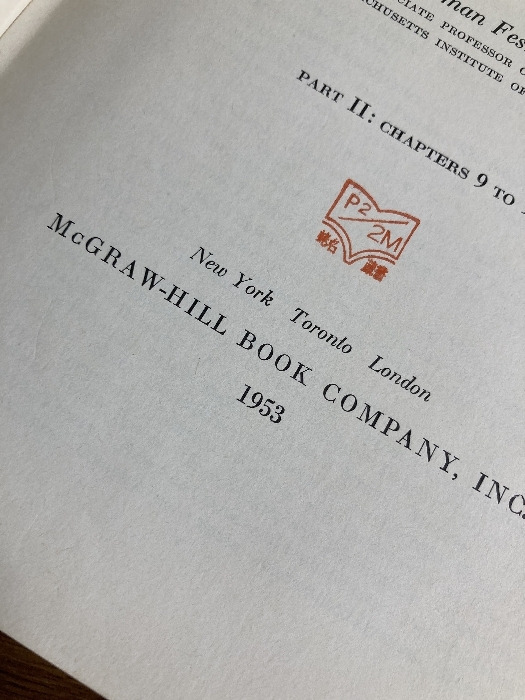 man Fes
CIATE PROFESSOR O
CHUSETTS INSTITUTE OF
PART II: CHAPTERS 9 TO
P2
2M
New York Toronto London
McGRAW-HILL BOOK COMPANY, INC.
1953